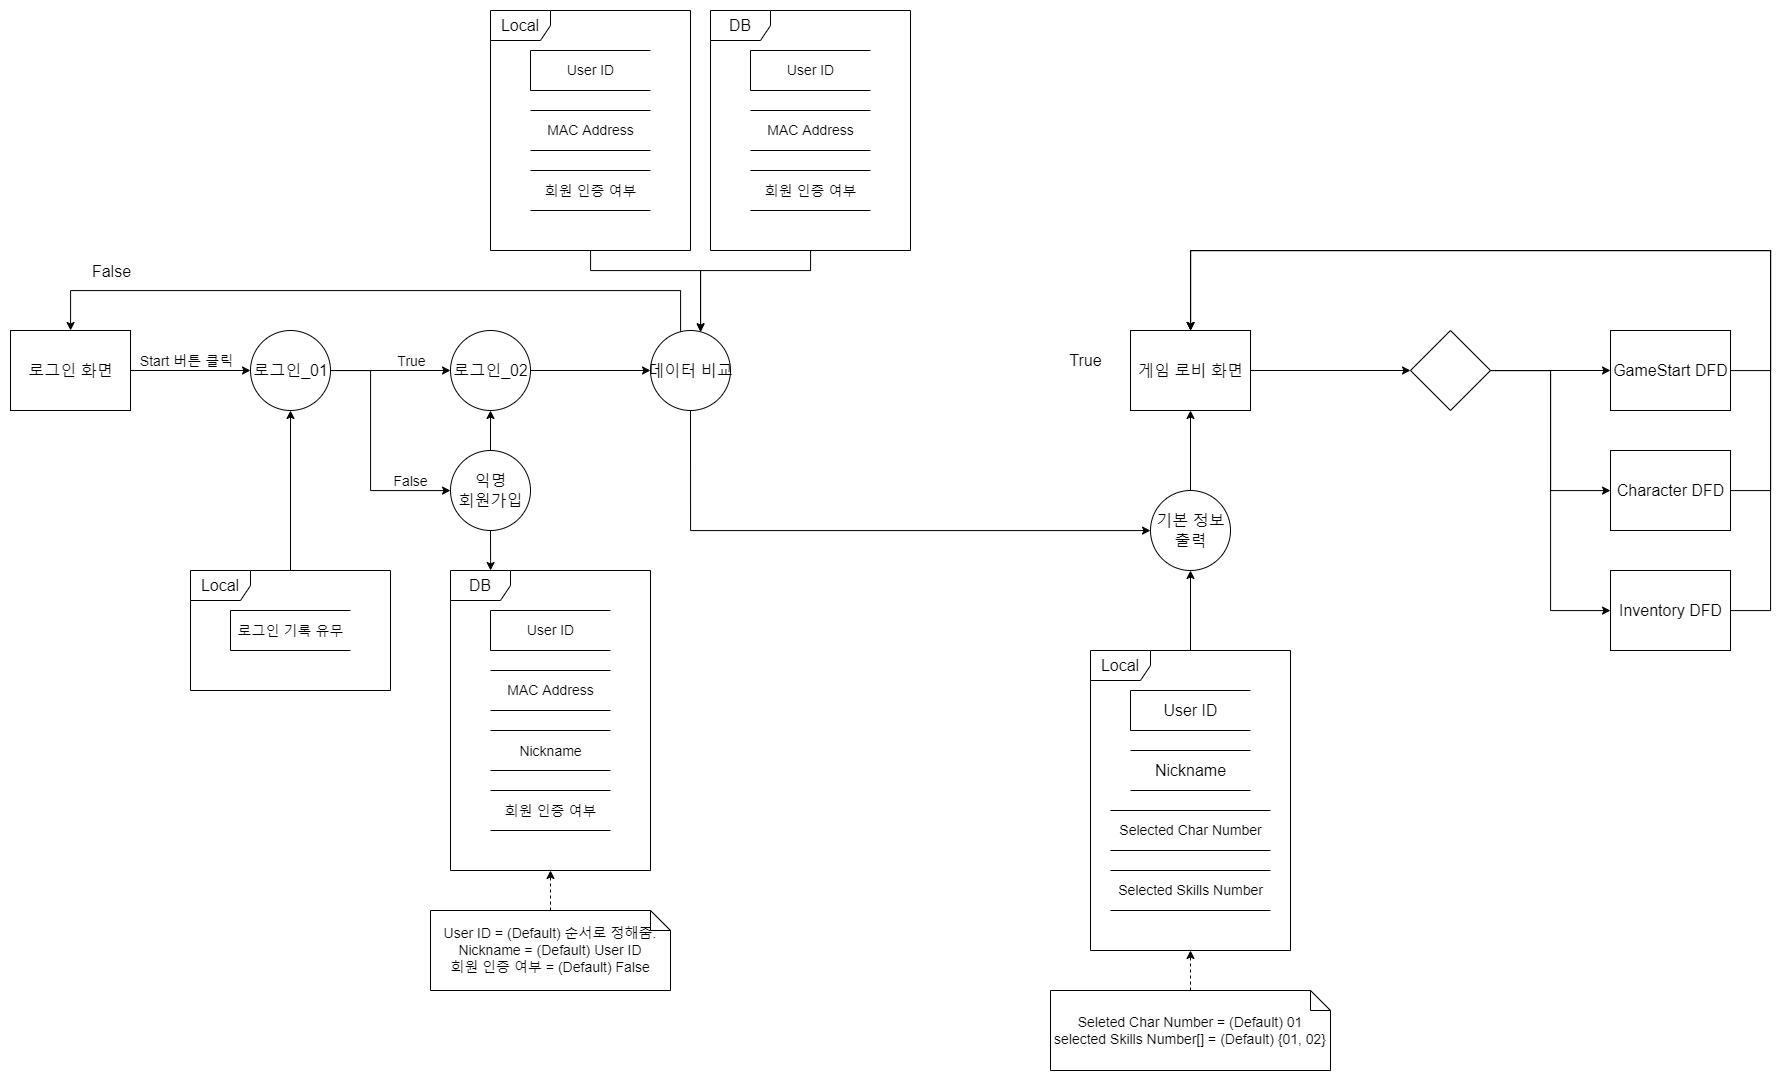 Local
User ID
MAC Address
회원 인증 여부
DB
User ID
MAC Address
회원 인증 여부
False
로그인 화면
Start 버튼 클릭
로그인_01
True
로그인_02
데이터 비교
False
익명
회원가입
Local
로그인 기록 유무
DB
User ID
MAC Address
Nickname
회원 인증 여부
User ID = (Default) 순서로 정해줌.
Nickname = (Default) User ID
회원 인증 여부 = (Default) False
True
게임 로비 화면
기본 정보
출력
Local
User ID
Nickname
Selected Char Number
Selected Skills Number
Seleted Char Number = (Default) 01
selected Skills Number[] = (Default) {01, 02}
GameStart DFD
Character DFD
Inventory DFD